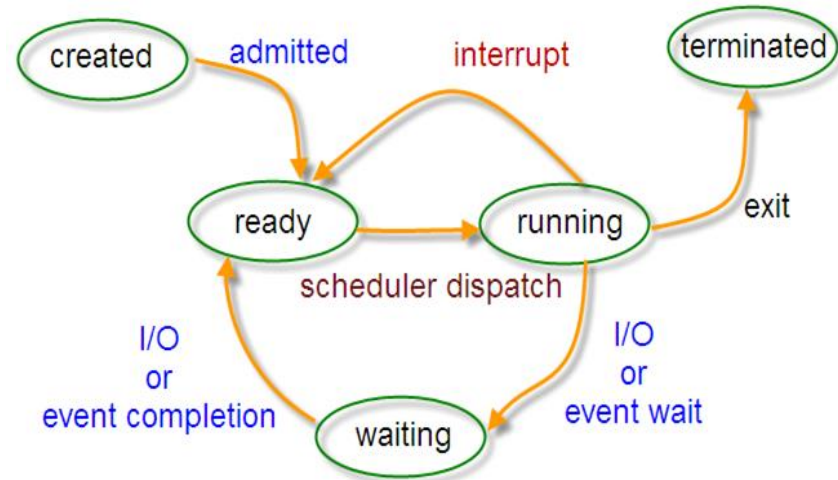 created
admitted
interrupt
terminated
ready
running
exit
scheduler dispatch
I/O
or
event completion
I/O
or
event wait
waiting